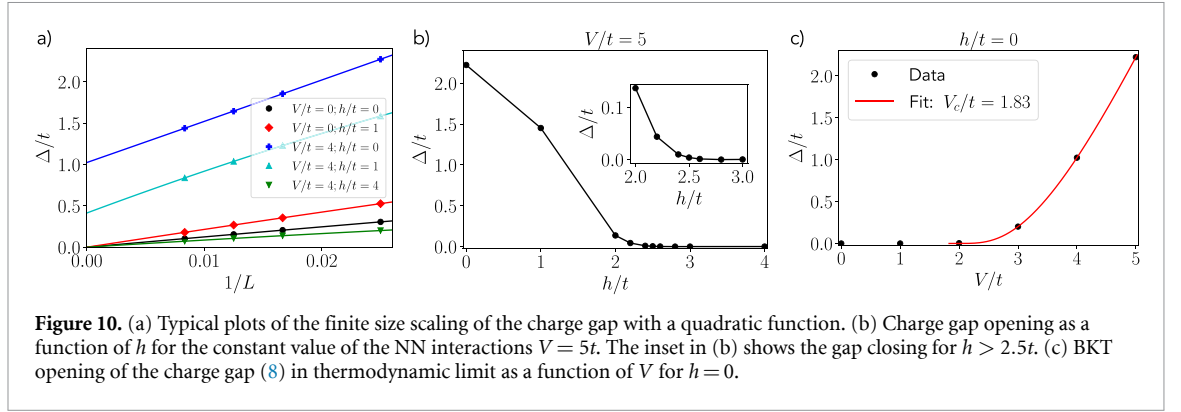 a)
Δ/t
2.0
1.5
1.0
0.5
0.0
0.00
0.01
0.02
1/L
V/t = 0; h/t = 0
V/t = 0; h/t = 1
V/t = 4; h/t = 0
V/t = 4; h/t = 1
V/t = 4; h/t = 4
b)
V/t = 5
Δ/t
2.0
1.5
1.0
0.5
0.0
0
1
2
3
4
h/t
Δ/t
0.1
0.0
2.0
2.5
3.0
h/t
c)
h/t = 0
Δ/t
2.0
1.5
1.0
0.5
0.0
0
1
2
3
4
5
V/t
Data
Fit: V_c/t = 1.83
Figure 10. (a) Typical plots of the finite size scaling of the charge gap with a quadratic function. (b) Charge gap opening as a
function of h for the constant value of the NN interactions V = 5t. The inset in (b) shows the gap closing for h > 2.5t. (c) BKT
opening of the charge gap (8) in thermodynamic limit as a function of V for h = 0.